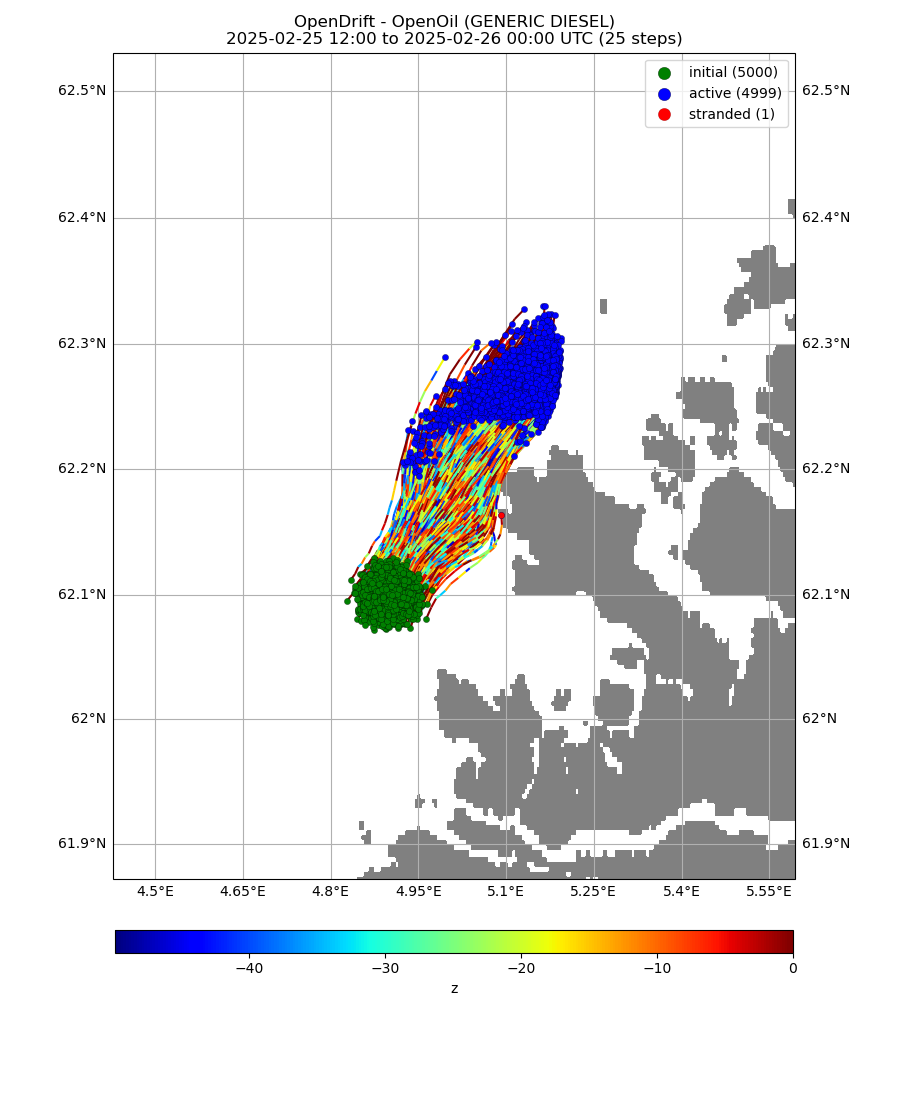 OpenDrift - OpenOil (GENERIC DIESEL)
2025-02-25 12:00 to 2025-02-26 00:00 UTC (25 steps)
initial (5000)
active (4999)
stranded (1)
62.5°N 62.5°N
62.4°N 62.4°N
62.3°N 62.3°N
62.2°N 62.2°N
62.1°N 62.1°N
62°N 62°N
61.9°N 61.9°N
4.5°E 4.65°E 4.8°E 4.95°E 5.1°E 5.25°E 5.4°E 5.55°E
−40 −30 −20 −10 0
z